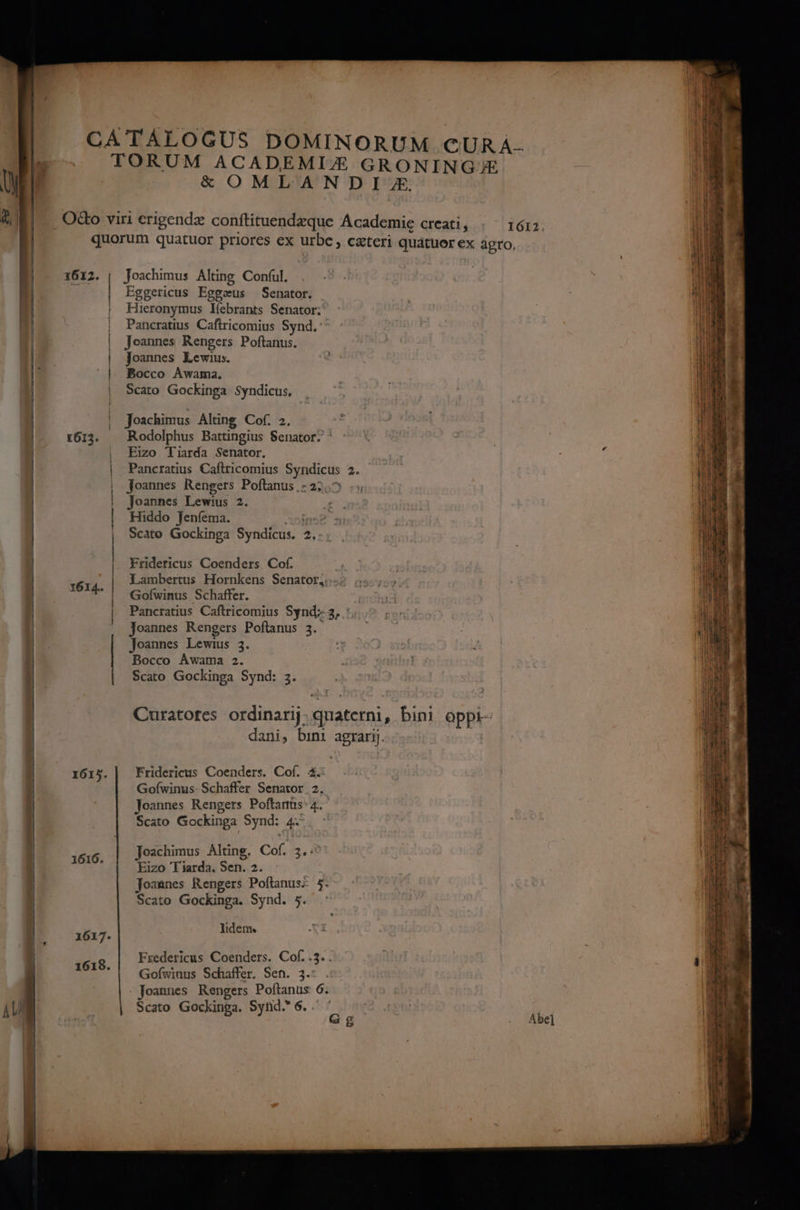 CATALOGUS DOMINORUM CURA-
TORUM ACADEMIÆ GRONINGÆ
& OMLANDIÆ.
Octo viri erigendæ conſtituendæque Academię creati, 1612.
quorum quatuor priores ex urbe, cæteri quatuor ex agro.
1612. Joachimus Alting Conſul.
Eggericus Eggæus Senator.
Hieronymus Iſebrants Senator.
Pancratius Caſtricomius Synd.
Joannes Rengers Poſtanus.
Joannes Lewius.
Bocco Awama.
Scato Gockinga Syndicus.
Joachimus Alting Coſ. 2.
1613. Rodolphus Battingius Senator.
Eizo Tiarda Senator.
Pancratius Caſtricomius Syndicus 2.
Joannes Rengers Poſtanus 2.
Joannes Lewius 2.
Hiddo Jenſema.
Scato Gockinga Syndicus. 2.
Fridericus Coenders Coſ.
1614. Lambertus Hornkens Senator.
Goſwinus Schaffer.
Pancratius Caſtricomius Synd. 3.
Joannes Rengers Poſtanus 3.
Joannes Lewius 3.
Bocco Awama 2.
Scato Gockinga Synd: 3.
Curatores ordinarij quaterni, bini oppi-
dani, bini agrarij.
1615. Fridericus Coenders. Coſ. 2.
Goſwinus Schaffer Senator 2.
Joannes Rengers Poſtanus 4.
Scato Gockinga Synd: 4.
1616. Joachimus Alting. Coſ. 3.
Eizo Tiarda. Sen. 2.
Joannes Rengers Poſtanus. 5.
Scato Gockinga. Synd. 5.
1617. Iidem.
1618. Fredericus Coenders. Coſ. 3.
Goſwinus Schaffer. Sen. 3.
Joannes Rengers Poſtanus 6.
Scato Gockinga. Synd. 6.
G g Abel